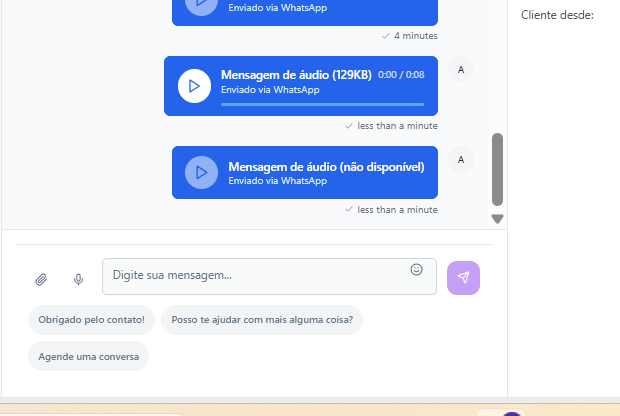 Cliente desde:
Enviado via WhatsApp
4 minutes
Mensagem de áudio (129KB) 0:00 / 0:08
A
Enviado via WhatsApp
less than a minute
Mensagem de áudio (não disponível)
A
Enviado via WhatsApp
less than a minute
Digite sua mensagem...
Obrigado pelo contato! Posso te ajudar com mais alguma coisa?
Agende uma conversa